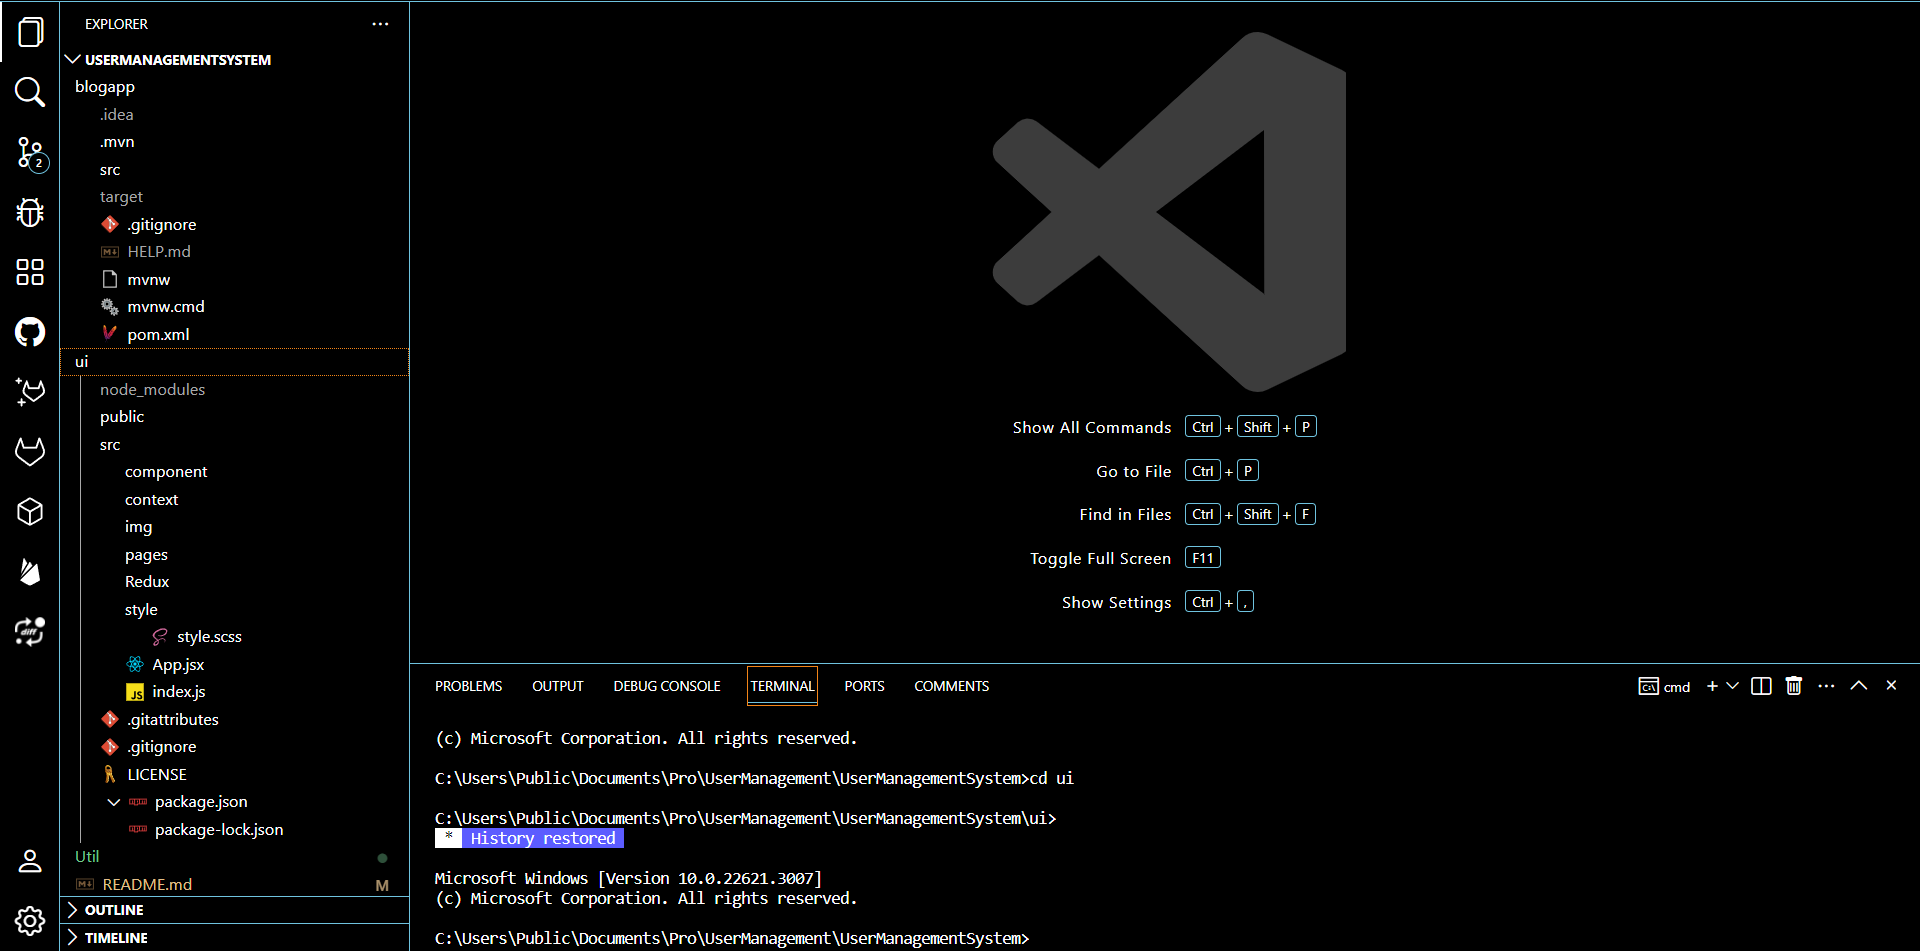 EXPLORER
USERMANAGEMENTSYSTEM
blogapp
.idea
.mvn
src
target
.gitignore
HELP.md
mvnw
mvnw.cmd
pom.xml
ui
node_modules
public
src
component
context
img
pages
Redux
style
style.scss
App.jsx
JS index.js
.gitattributes
.gitignore
LICENSE
package.json
package-lock.json
Util
README.md M
OUTLINE
TIMELINE
2
diff
Show All Commands Ctrl + Shift + P
Go to File Ctrl + P
Find in Files Ctrl + Shift + F
Toggle Full Screen F11
Show Settings Ctrl + ,
PROBLEMS OUTPUT DEBUG CONSOLE TERMINAL PORTS COMMENTS
cmd
(c) Microsoft Corporation. All rights reserved.
C:\Users\Public\Documents\Pro\UserManagement\UserManagementSystem>cd ui
C:\Users\Public\Documents\Pro\UserManagement\UserManagementSystem\ui>
* History restored
Microsoft Windows [Version 10.0.22621.3007]
(c) Microsoft Corporation. All rights reserved.
C:\Users\Public\Documents\Pro\UserManagement\UserManagementSystem>